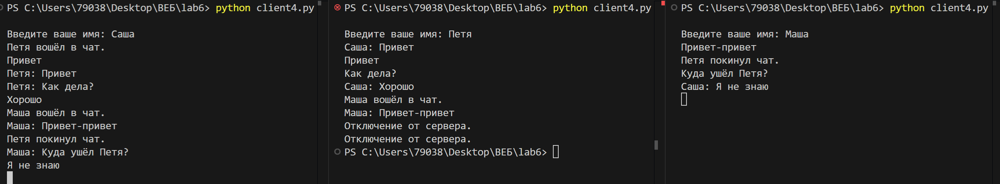 PS C:\Users\79038\Desktop\ВЕБ\lab6> python client4.py
Введите ваше имя: Саша
Петя вошёл в чат.
Привет
Петя: Привет
Петя: Как дела?
Хорошо
Маша вошёл в чат.
Маша: Привет-привет
Петя покинул чат.
Маша: Куда ушёл Петя?
Я не знаю
PS C:\Users\79038\Desktop\ВЕБ\lab6> python client4.py
Введите ваше имя: Петя
Саша: Привет
Привет
Как дела?
Саша: Хорошо
Маша вошёл в чат.
Маша: Привет-привет
Отключение от сервера.
Отключение от сервера.
PS C:\Users\79038\Desktop\ВЕБ\lab6>
PS C:\Users\79038\Desktop\ВЕБ\lab6> python client4.py
Введите ваше имя: Маша
Привет-привет
Петя покинул чат.
Куда ушёл Петя?
Саша: Я не знаю